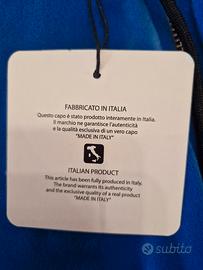 FABBRICATO IN ITALIA
Questo capo è stato prodotto interamente in Italia.
Il marchio ne garantisce l'autenticità
e la qualità esclusiva di un vero capo
"MADE IN ITALY"
ITALIAN PRODUCT
This article has been fully produced in Italy.
The brand warrants its authenticity
and the exclusive quality of a real product
"MADE IN ITALY"
subito